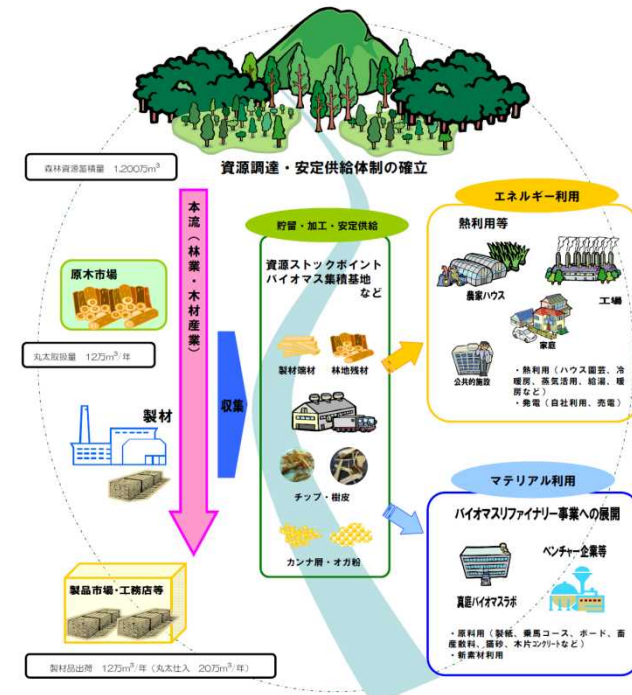 資源調達・安定供給体制の確立
森林資源蓄積量 1,200万m³
本流（林業・木材産業）
原木市場
丸太取扱量 12万m³/年
製材
製品市場・工務店等
製材品出荷 12万m³/年（丸太仕入 20万m³/年）
収集
貯留・加工・安定供給
資源ストックポイント
バイオマス集積基地
など
製材端材
林地残材
チップ・樹皮
カンナ屑・オガ粉
エネルギー利用
熱利用等
農家ハウス
工場
家庭
公共的施設
・熱利用（ハウス園芸、冷
暖房、蒸気活用、給湯、暖
房など）
・発電（自社利用、売電）
マテリアル利用
バイオマスリファイナリー事業への展開
ベンチャー企業等
真庭バイオマスラボ
・原料用（製紙、乗馬コース、ボード、畜
産敷料、猫砂、木片コンクリートなど）
・新素材利用